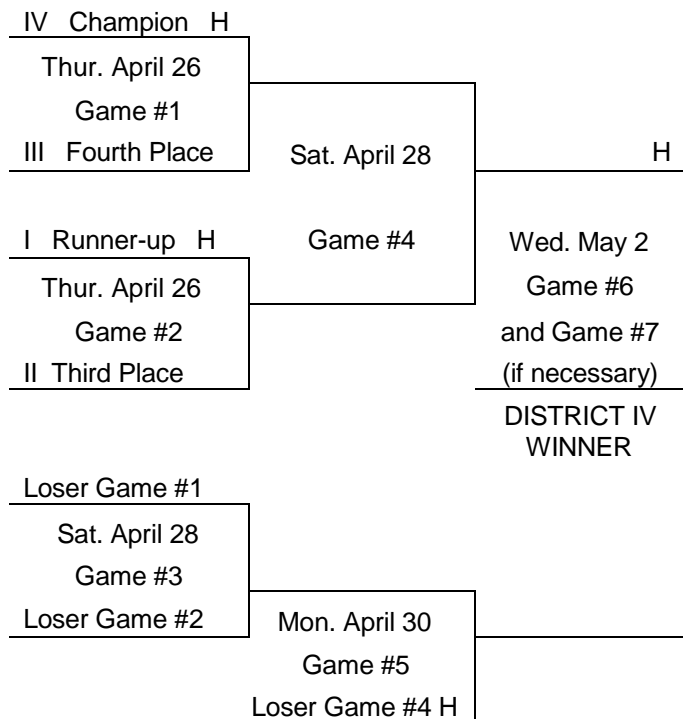 IV Champion H
Thur. April 26
Game #1
III Fourth Place
Sat. April 28
H
I Runner-up H
Game #4
Wed. May 2
Thur. April 26
Game #6
Game #2
and Game #7
II Third Place
(if necessary)
DISTRICT IV
WINNER
Loser Game #1
Sat. April 28
Game #3
Loser Game #2
Mon. April 30
Game #5
Loser Game #4 H